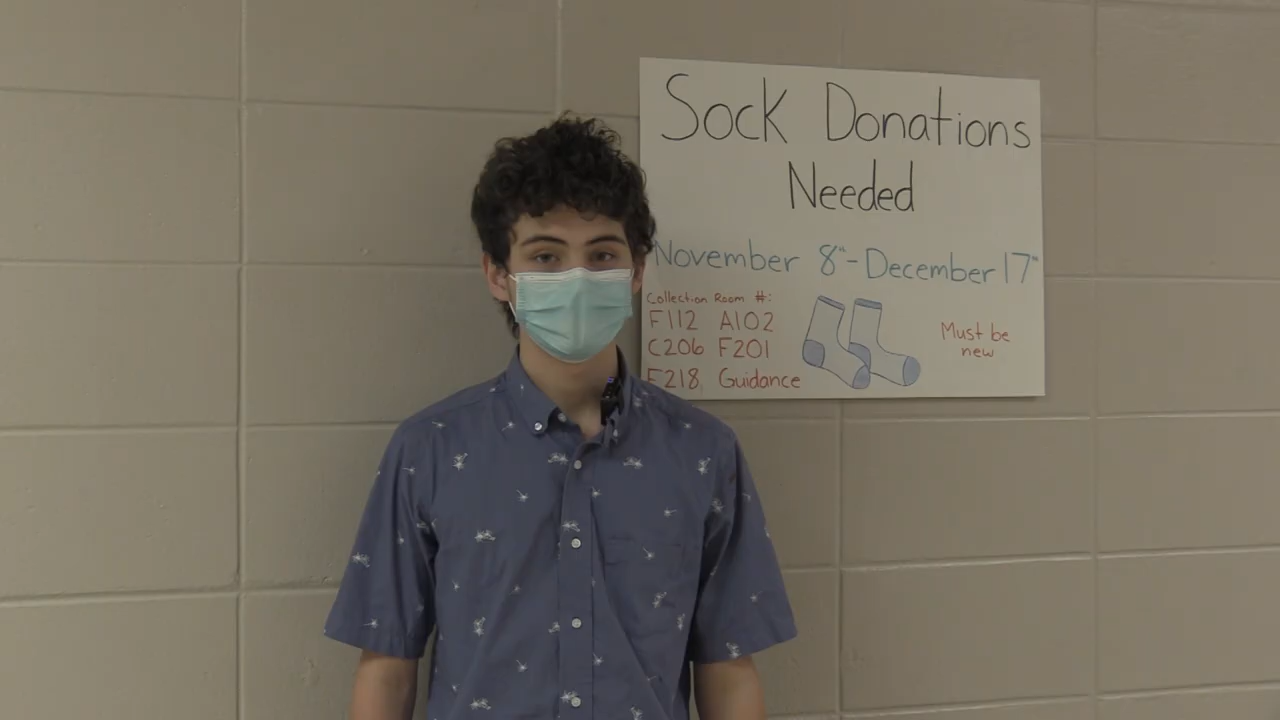 Sock Donations
Needed
November 8th - December 17th
Collection Room #:
F112 A102
C206 F201
F218 Guidance
Must be
new